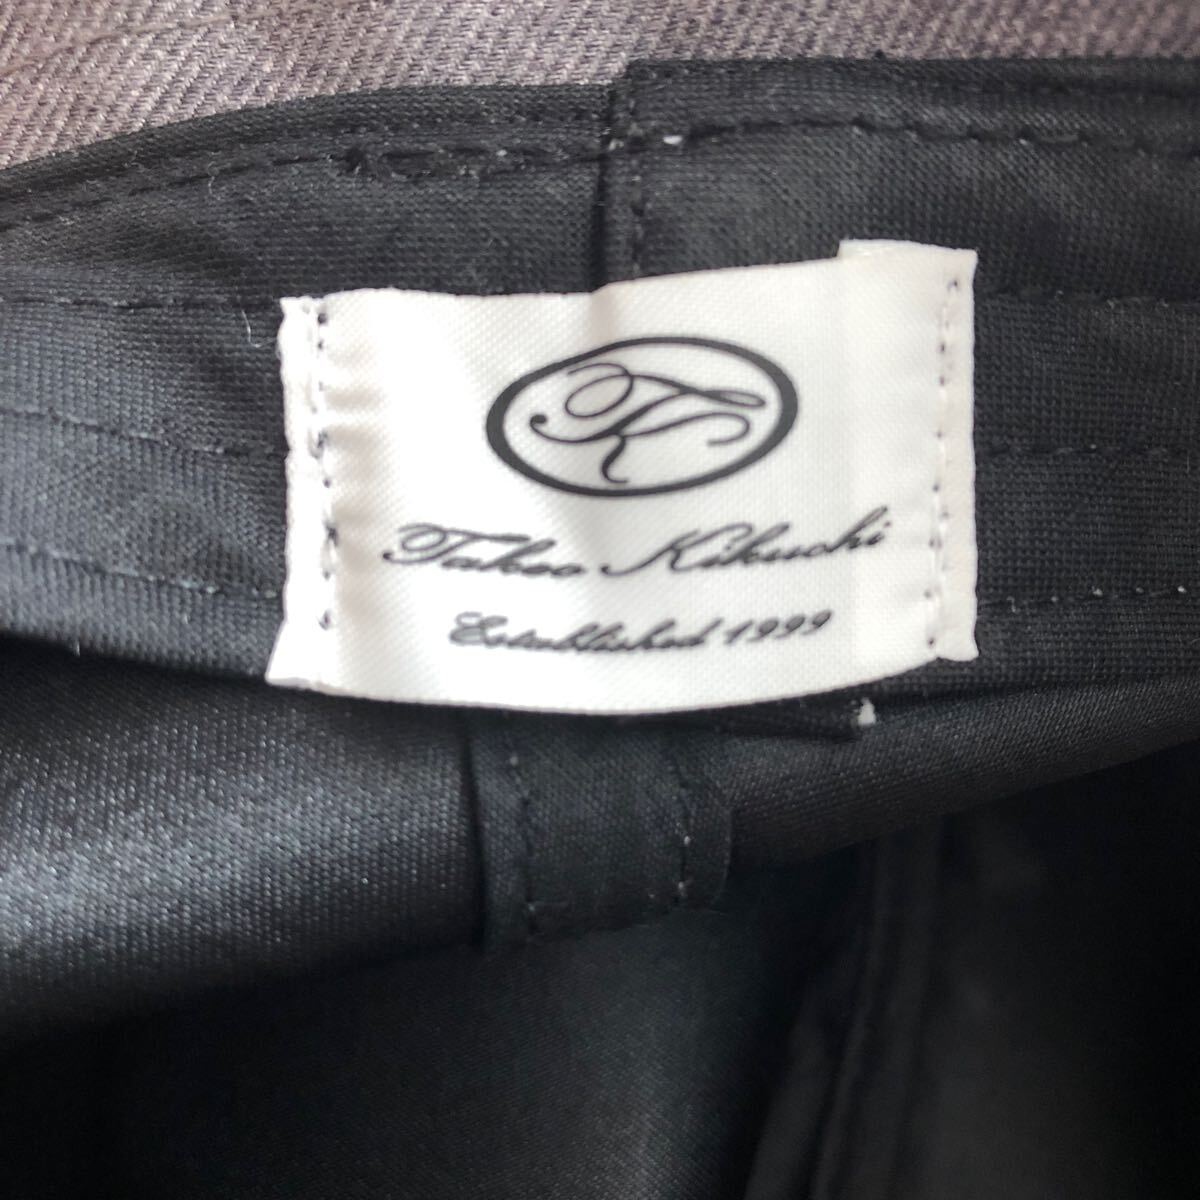 TK
Takeo Kikuchi
Established 1999